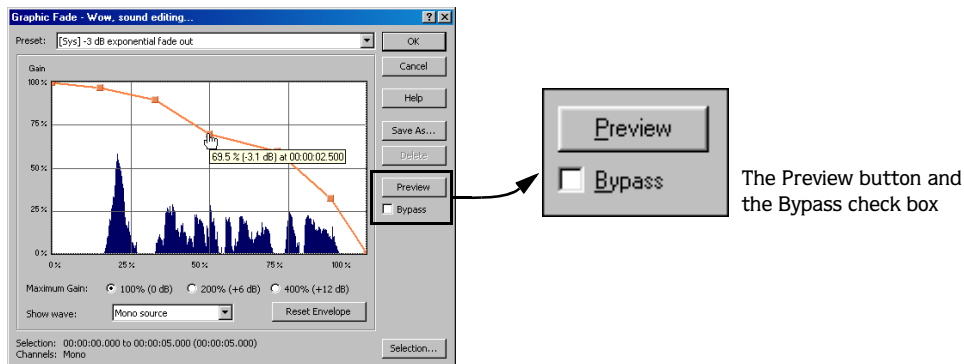 Graphic Fade - Wow, sound editing...
Preset: [Sys] -3 dB exponential fade out
OK
Gain
Cancel
100 %
Help
75 %
Save As...
69.5 % (-3.1 dB) at 00:00:02.500
Delete
50 %
Preview
Bypass
25 %
0 %
0 % 25 % 50 % 75 % 100 %
Maximum Gain: 100% (0 dB) 200% (+6 dB) 400% (+12 dB)
Show wave: Mono source Reset Envelope
Selection: 00:00:00.000 to 00:00:05.000 (00:00:05.000)
Channels: Mono
Selection...
Preview
Bypass
The Preview button and
the Bypass check box